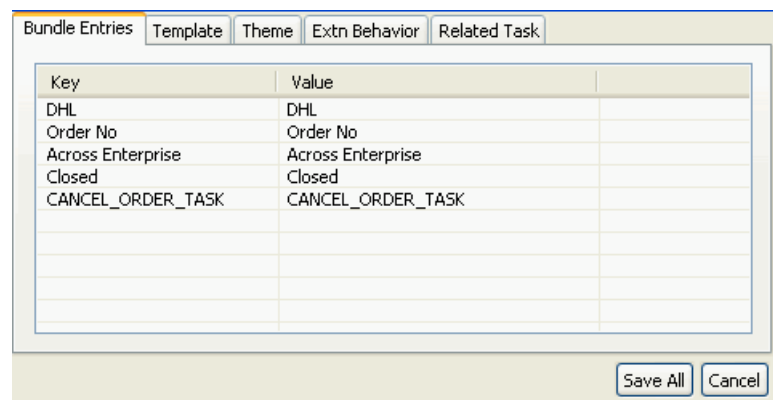 Bundle Entries Template Theme Extn Behavior Related Task
Key Value
DHL DHL
Order No Order No
Across Enterprise Across Enterprise
Closed Closed
CANCEL_ORDER_TASK CANCEL_ORDER_TASK
Save All Cancel